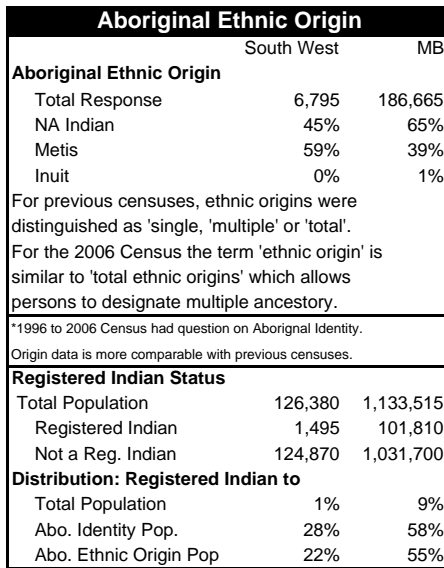 Aboriginal Ethnic Origin
South West MB
Aboriginal Ethnic Origin
Total Response 6,795 186,665
NA Indian 45% 65%
Metis 59% 39%
Inuit 0% 1%
For previous censuses, ethnic origins were
distinguished as 'single, 'multiple' or 'total'.
For the 2006 Census the term 'ethnic origin' is
similar to 'total ethnic origins' which allows
persons to designate multiple ancestory.
*1996 to 2006 Census had question on Aborignal Identity.
Origin data is more comparable with previous censuses.
Registered Indian Status
Total Population 126,380 1,133,515
Registered Indian 1,495 101,810
Not a Reg. Indian 124,870 1,031,700
Distribution: Registered Indian to
Total Population 1% 9%
Abo. Identity Pop. 28% 58%
Abo. Ethnic Origin Pop 22% 55%